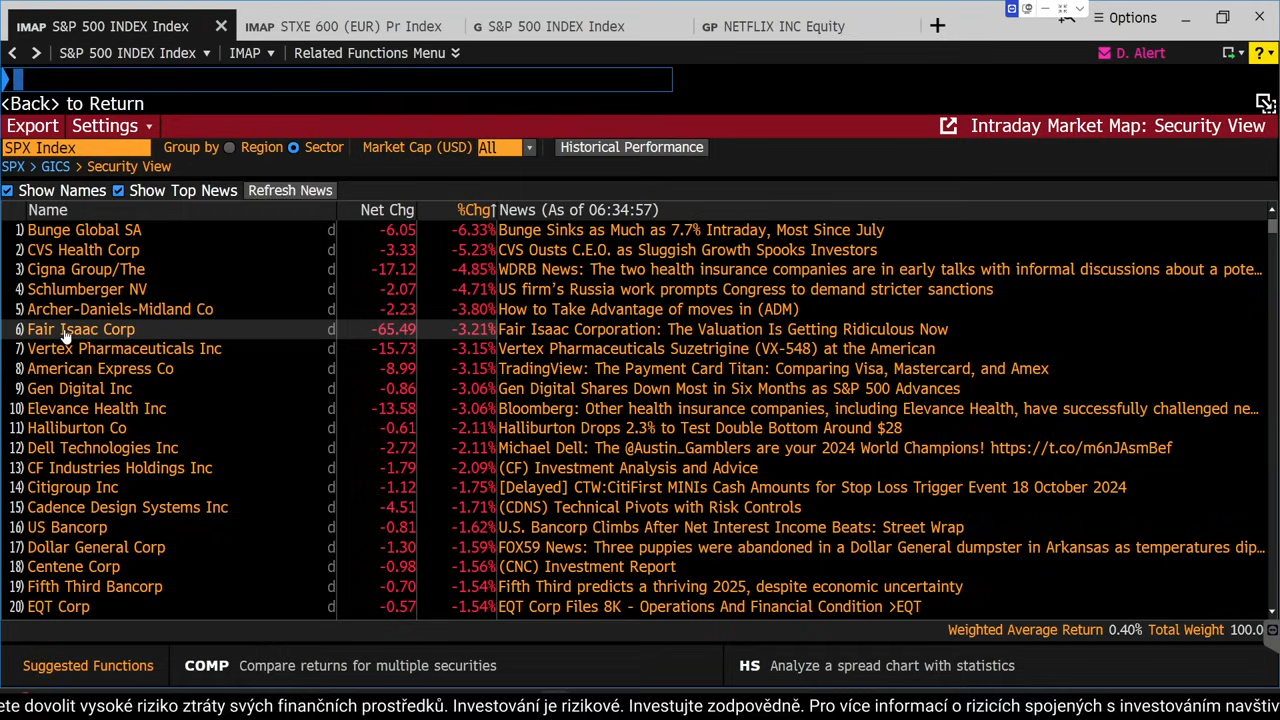 IMAP S&P 500 INDEX Index IMAP STXE 600 (EUR) Pr Index G S&P 500 INDEX Index GP NETFLIX INC Equity Options
S&P 500 INDEX Index IMAP Related Functions Menu D. Alert ?
<Back> to Return
Export Settings Intraday Market Map: Security View
SPX Index Group by Region Sector Market Cap (USD) All Historical Performance
SPX > GICS > Security View
Show Names Show Top News Refresh News
Name Net Chg %Chg↑ News (As of 06:34:57)
1) Bunge Global SA d -6.05 -6.33% Bunge Sinks as Much as 7.7% Intraday, Most Since July
2) CVS Health Corp d -3.33 -5.23% CVS Ousts C.E.O. as Sluggish Growth Spooks Investors
3) Cigna Group/The d -17.12 -4.85% WDRB News: The two health insurance companies are in early talks with informal discussions about a pote...
4) Schlumberger NV d -2.07 -4.71% US firm's Russia work prompts Congress to demand stricter sanctions
5) Archer-Daniels-Midland Co d -2.23 -3.80% How to Take Advantage of moves in (ADM)
6) Fair Isaac Corp d -65.49 -3.21% Fair Isaac Corporation: The Valuation Is Getting Ridiculous Now
7) Vertex Pharmaceuticals Inc d -15.73 -3.15% Vertex Pharmaceuticals Suzetrigine (VX-548) at the American
8) American Express Co d -8.99 -3.15% TradingView: The Payment Card Titan: Comparing Visa, Mastercard, and Amex
9) Gen Digital Inc d -0.86 -3.06% Gen Digital Shares Down Most in Six Months as S&P 500 Advances
10) Elevance Health Inc d -13.58 -3.06% Bloomberg: Other health insurance companies, including Elevance Health, have successfully challenged ne...
11) Halliburton Co d -0.61 -2.11% Halliburton Drops 2.3% to Test Double Bottom Around $28
12) Dell Technologies Inc d -2.72 -2.11% Michael Dell: The @Austin_Gamblers are your 2024 World Champions! https://t.co/m6nJAsmBef
13) CF Industries Holdings Inc d -1.79 -2.09% (CF) Investment Analysis and Advice
14) Citigroup Inc d -1.12 -1.75% [Delayed] CTW:CitiFirst MINIs Cash Amounts for Stop Loss Trigger Event 18 October 2024
15) Cadence Design Systems Inc d -4.51 -1.71% (CDNS) Technical Pivots with Risk Controls
16) US Bancorp d -0.81 -1.62% U.S. Bancorp Climbs After Net Interest Income Beats: Street Wrap
17) Dollar General Corp d -1.30 -1.59% FOX59 News: Three puppies were abandoned in a Dollar General dumpster in Arkansas as temperatures dip...
18) Centene Corp d -0.98 -1.56% (CNC) Investment Report
19) Fifth Third Bancorp d -0.70 -1.54% Fifth Third predicts a thriving 2025, despite economic uncertainty
20) EQT Corp d -0.57 -1.54% EQT Corp Files 8K - Operations And Financial Condition >EQT
Weighted Average Return 0.40% Total Weight 100.0
Suggested Functions COMP Compare returns for multiple securities HS Analyze a spread chart with statistics
ete dovolit vysoké riziko ztráty svých finančních prostředků. Investování je rizikové. Investujte zodpovědně. Pro více informací o rizicích spojených s investováním navštiv